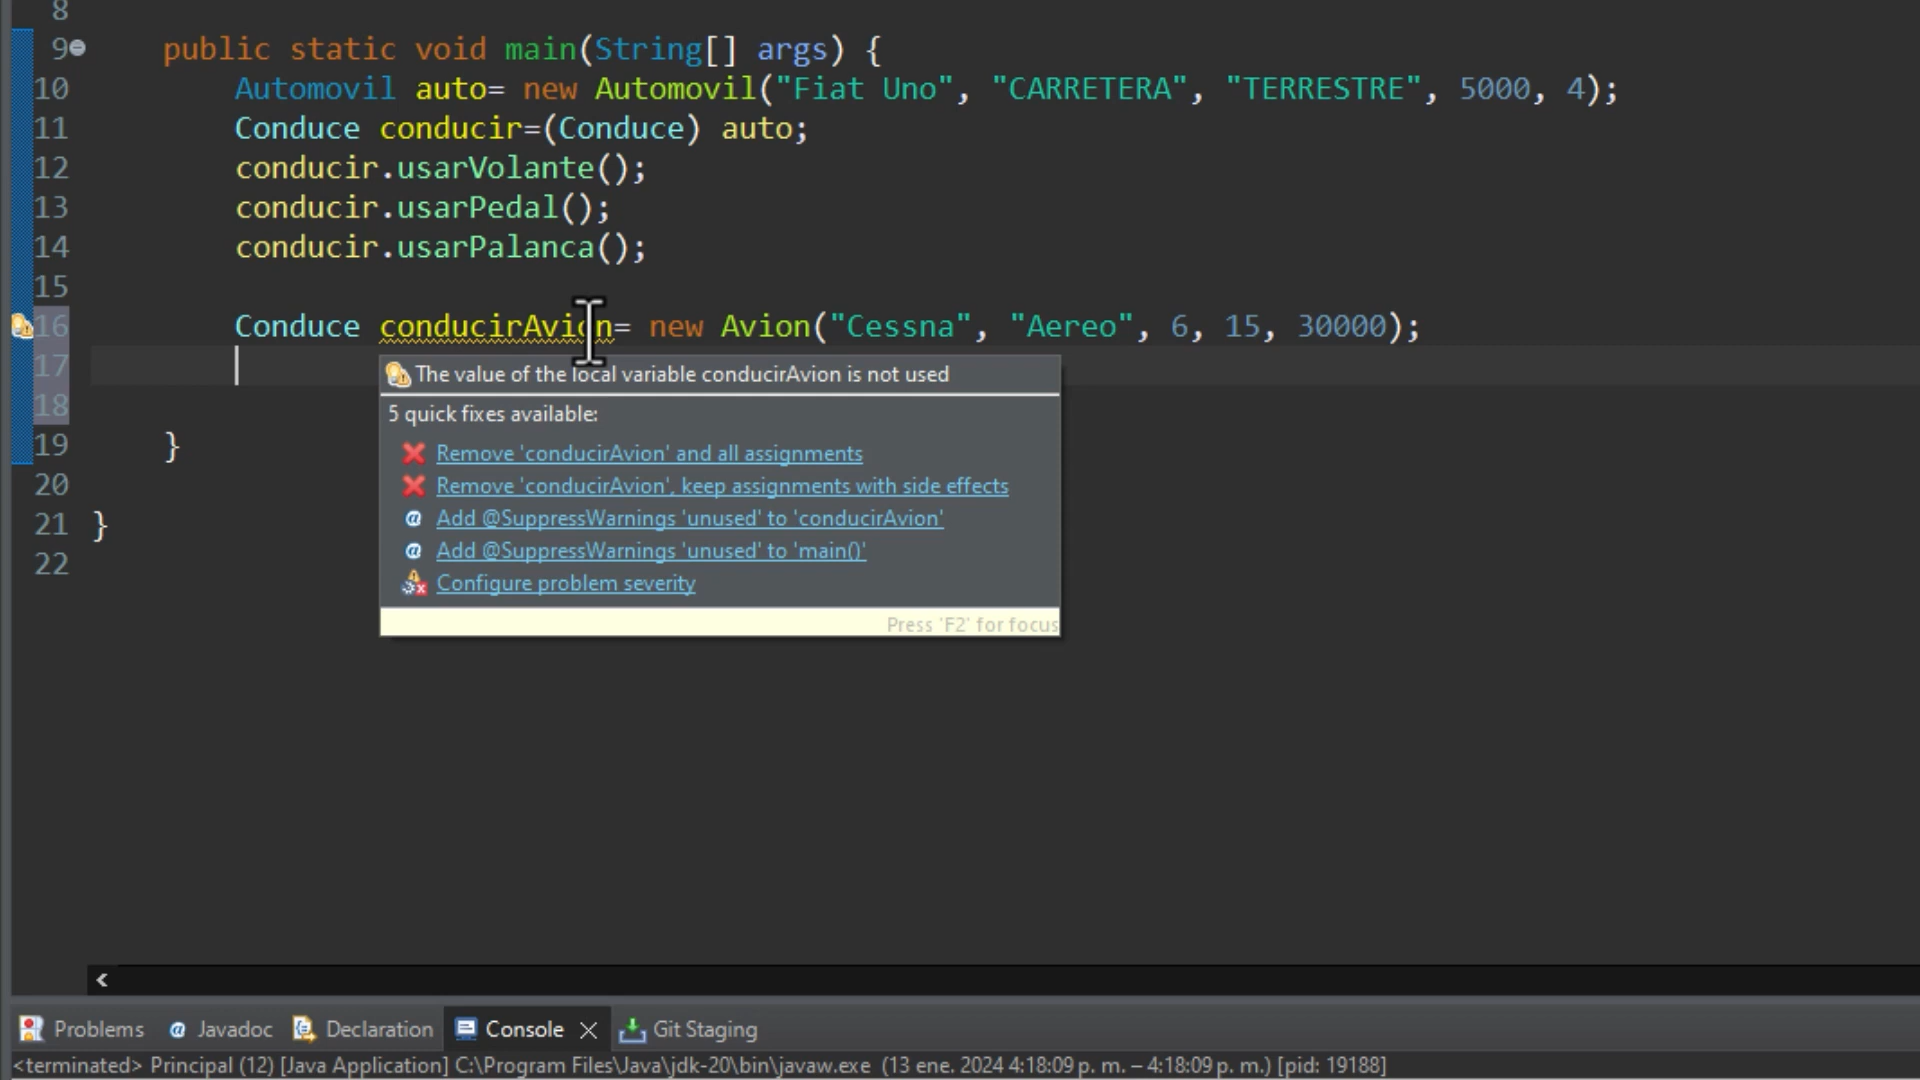 8
9 public static void main(String[] args) {
10 Automovil auto= new Automovil("Fiat Uno", "CARRETERA", "TERRESTRE", 5000, 4);
11 Conduce conducir=(Conduce) auto;
12 conducir.usarVolante();
13 conducir.usarPedal();
14 conducir.usarPalanca();
15
16 Conduce conducirAvion= new Avion("Cessna", "Aereo", 6, 15, 30000);
17
The value of the local variable conducirAvion is not used
18
5 quick fixes available:
19 }
Remove 'conducirAvion' and all assignments
20
Remove 'conducirAvion', keep assignments with side effects
21 }
Add @SuppressWarnings 'unused' to 'conducirAvion'
22
Add @SuppressWarnings 'unused' to 'main()'
Configure problem severity
Press 'F2' for focus
Problems @ Javadoc Declaration Console Git Staging
<terminated> Principal (12) [Java Application] C:\Program Files\Java\jdk-20\bin\javaw.exe (13 ene. 2024 4:18:09 p. m. – 4:18:09 p. m.) [pid: 19188]